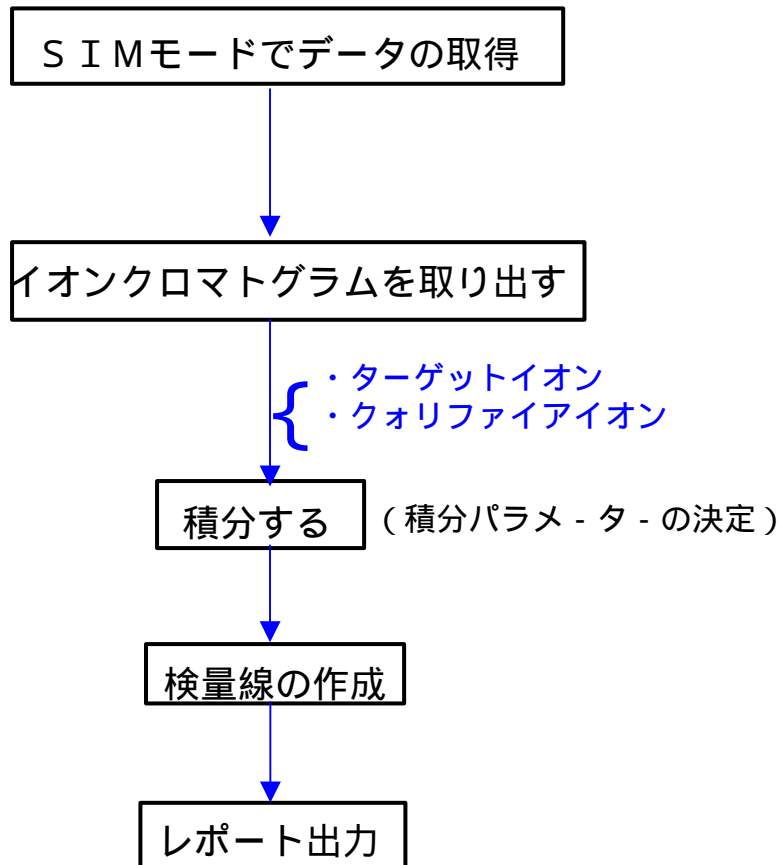 ＳＩＭモードでデータの取得
イオンクロマトグラムを取り出す
・ターゲットイオン
・クォリファイアイオン
積分する （積分パラメ‐タ‐の決定）
検量線の作成
レポート出力